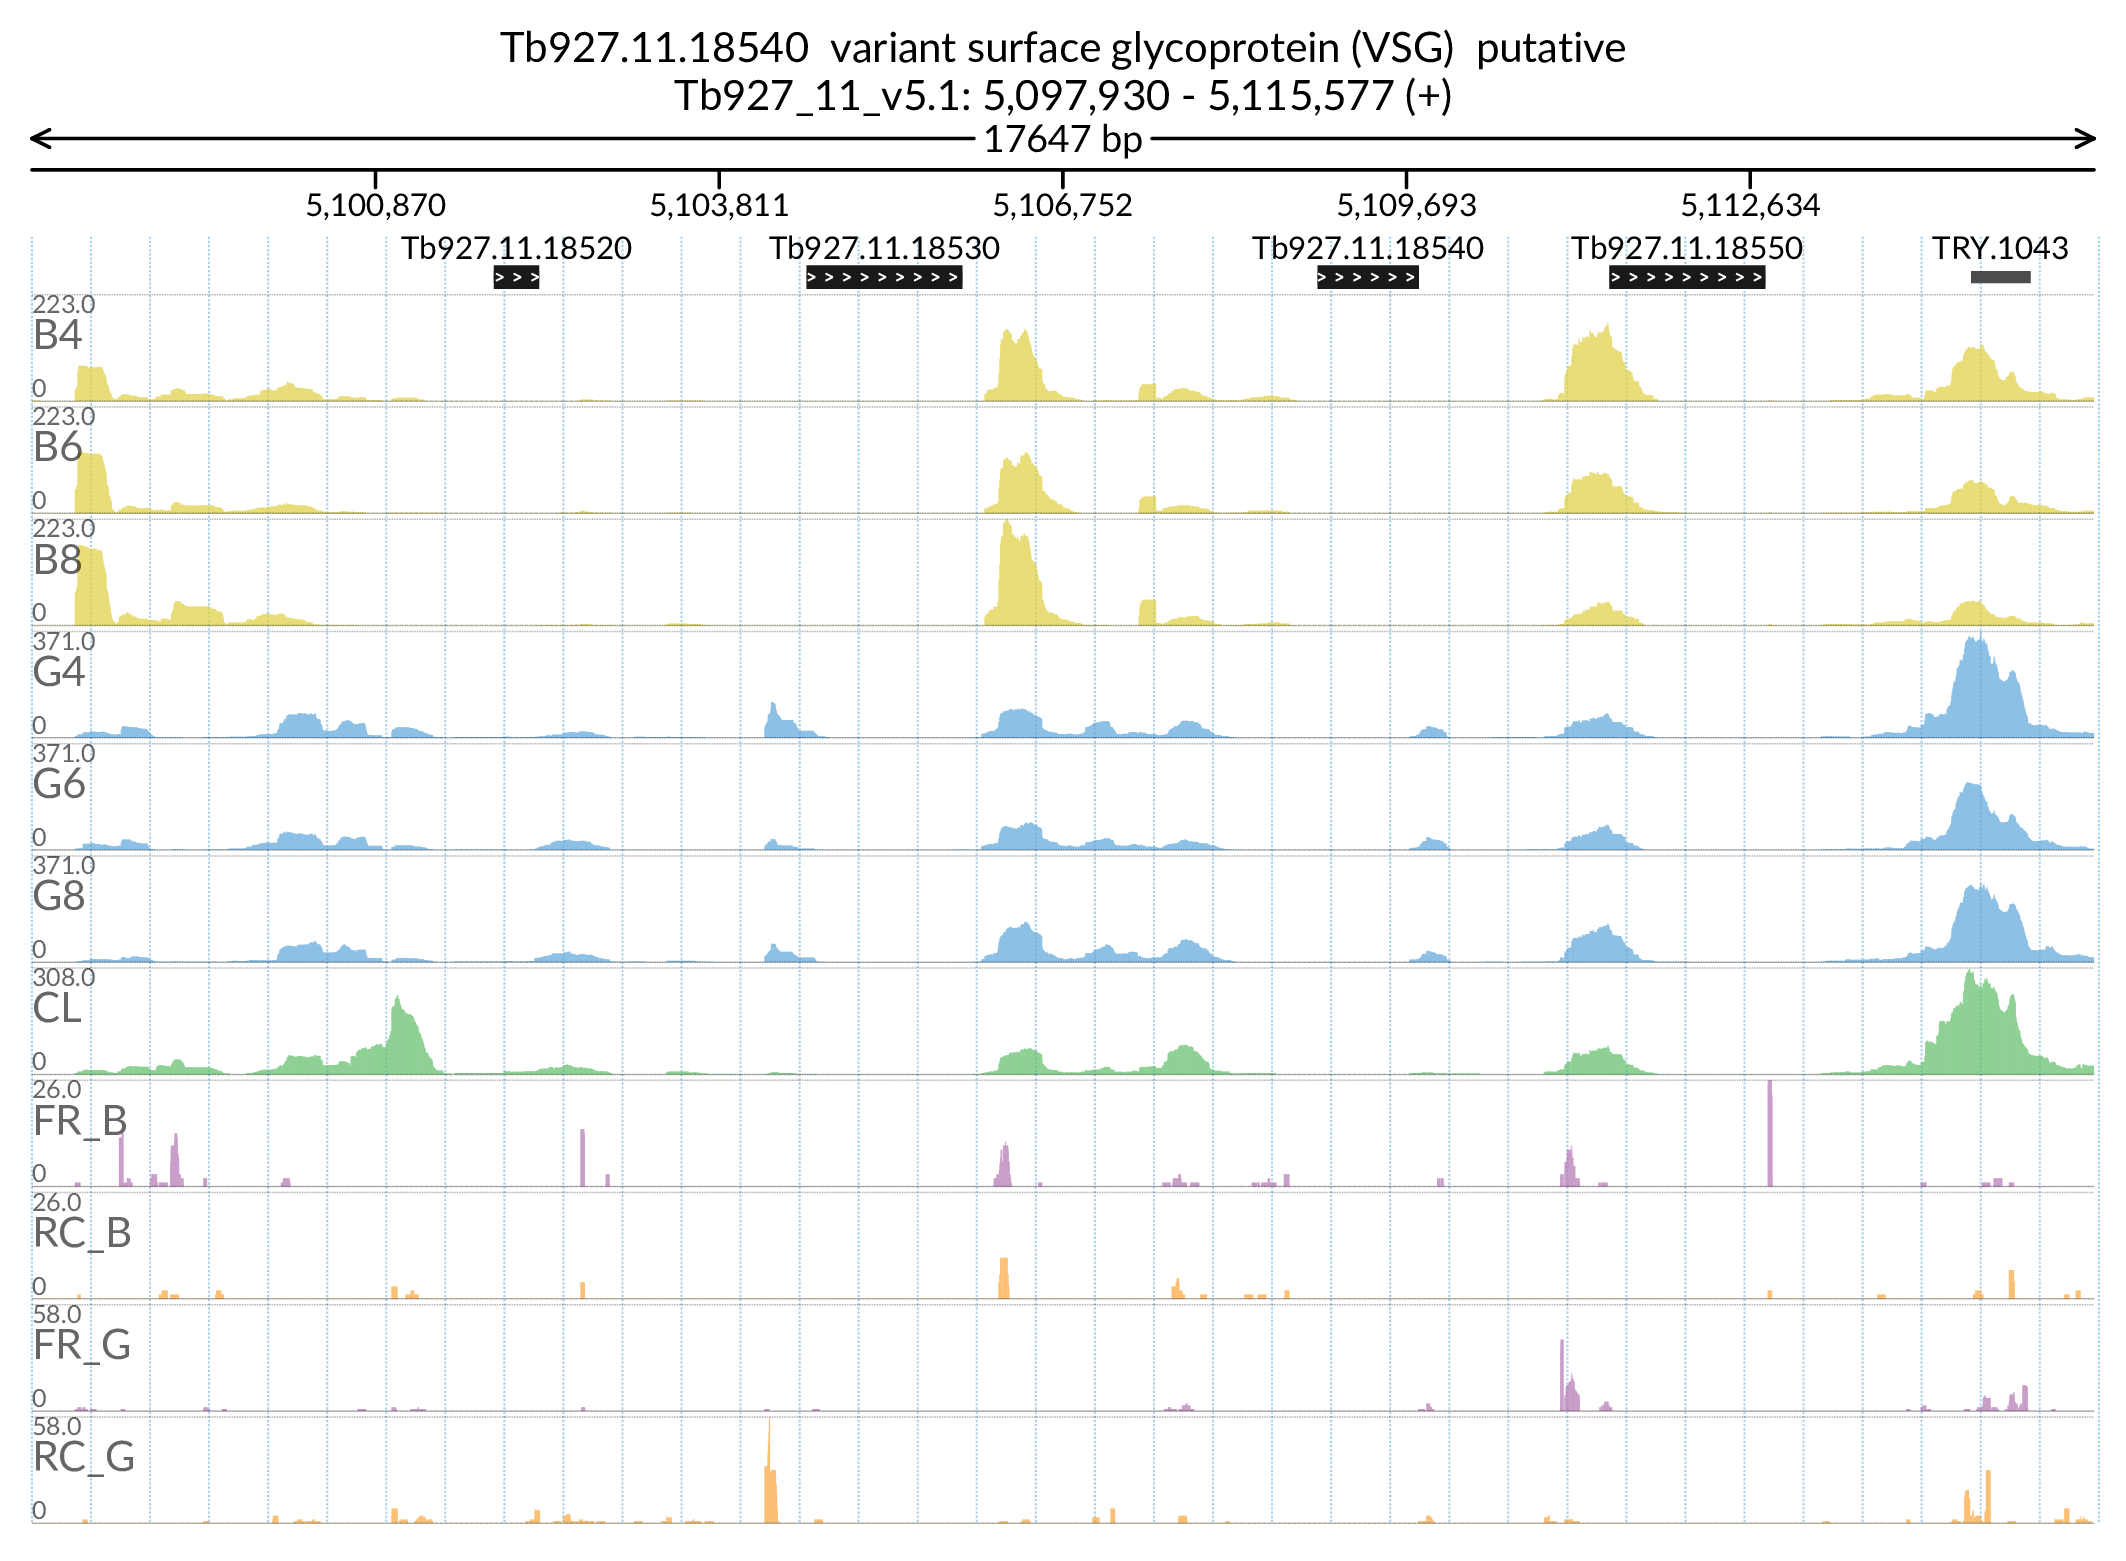 Tb927.11.18540  variant surface glycoprotein (VSG)  putative
Tb927_11_v5.1: 5,097,930 - 5,115,577 (+)
17647 bp
5,100,870 5,103,811 5,106,752 5,109,693 5,112,634
Tb927.11.18520 Tb927.11.18530 Tb927.11.18540 Tb927.11.18550 TRY.1043
223.0
B4
0
223.0
B6
0
223.0
B8
0
371.0
G4
0
371.0
G6
0
371.0
G8
0
308.0
CL
0
26.0
FR_B
0
26.0
RC_B
0
58.0
FR_G
0
58.0
RC_G
0